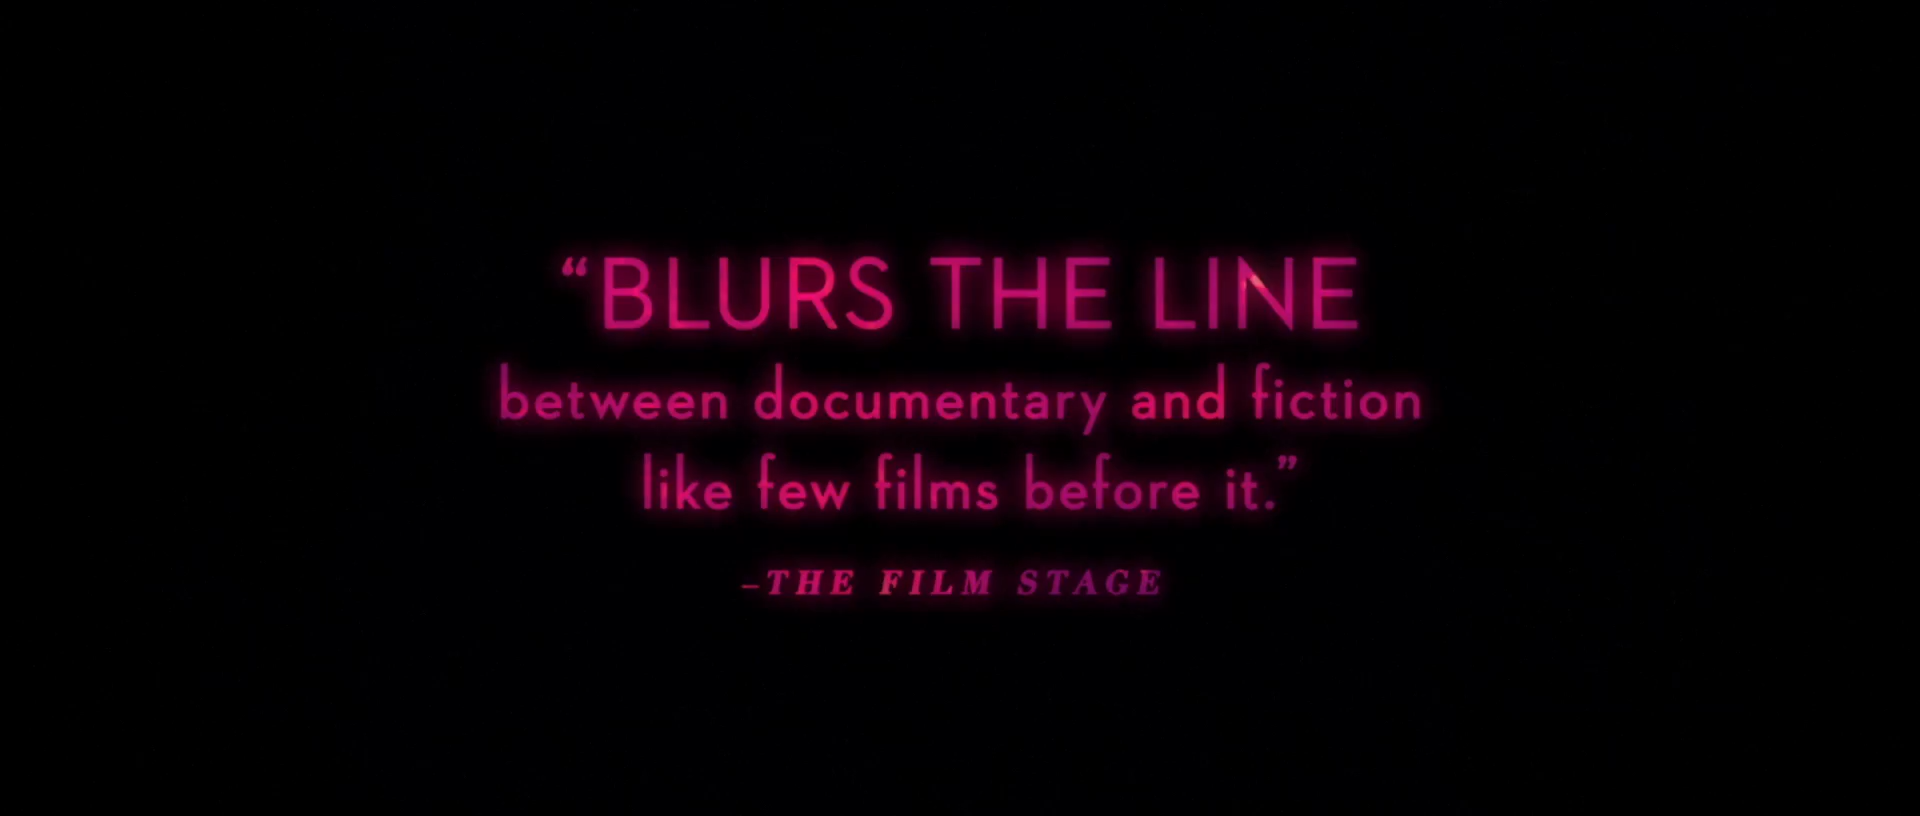 “BLURS THE LINE
between documentary and fiction
like few films before it.”
–THE FILM STAGE